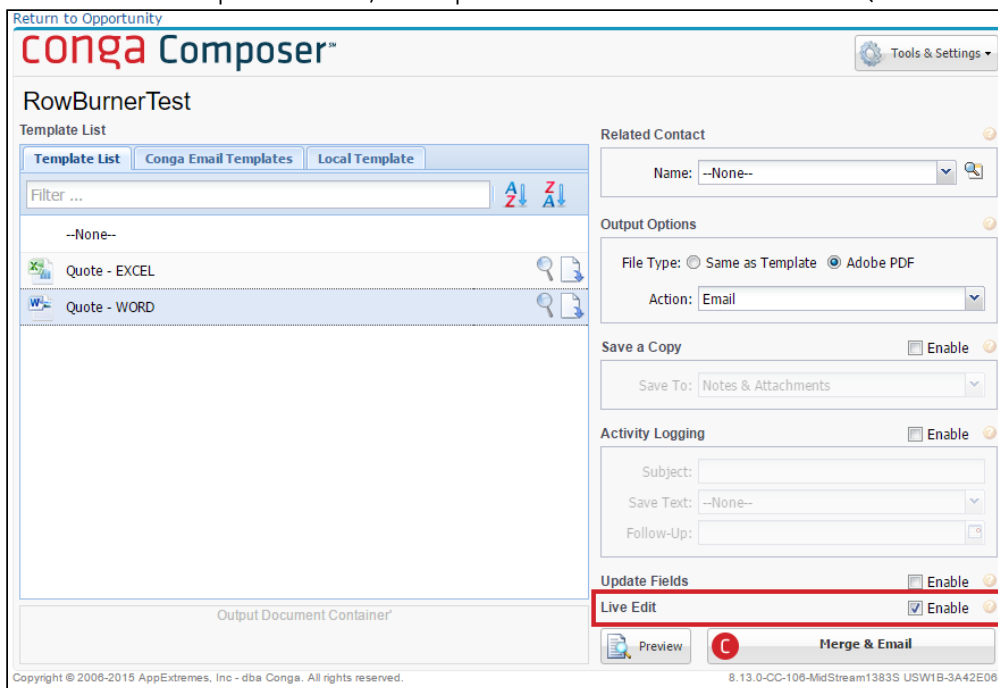 Return to Opportunity
conga Composer™
Tools & Settings
RowBurnerTest
Template List
Template List Conga Email Templates Local Template
Filter ...
A Z Z A
--None--
Quote - EXCEL
Quote - WORD
Output Document Container'
Related Contact
Name: --None--
Output Options
File Type: Same as Template Adobe PDF
Action: Email
Save a Copy Enable
Save To: Notes & Attachments
Activity Logging Enable
Subject:
Save Text: --None--
Follow-Up:
Update Fields Enable
Live Edit Enable
Preview C Merge & Email
Copyright © 2006-2015 AppExtremes, Inc - dba Conga. All rights reserved. 8.13.0-CC-106-MidStream1383S USW1B-3A42E06